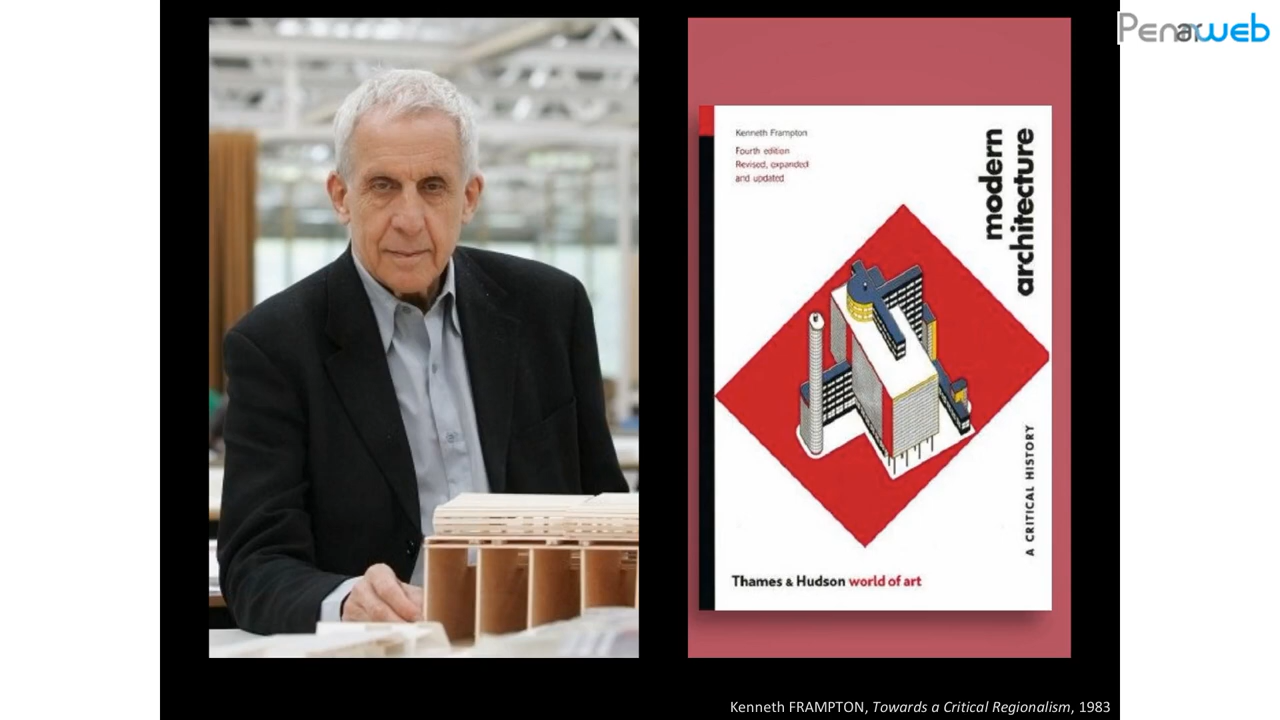 Penarweb
Kenneth Frampton
Fourth edition
Revised, expanded
and updated
modern
architecture
A CRITICAL HISTORY
Thames & Hudson world of art
Kenneth FRAMPTON, Towards a Critical Regionalism, 1983